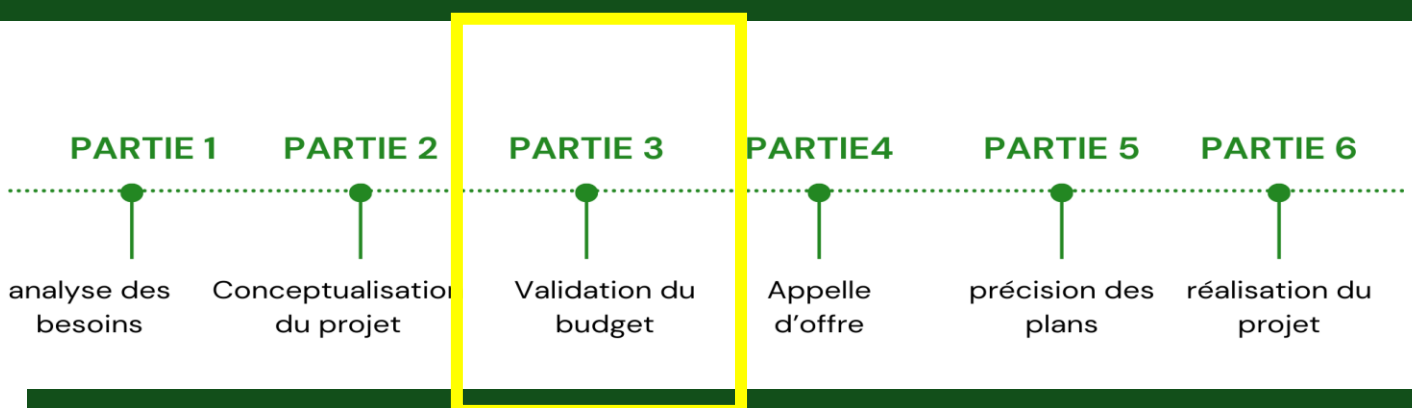 PARTIE 1
PARTIE 2
PARTIE 3
PARTIE4
PARTIE 5
PARTIE 6
analyse des
besoins
Conceptualisation
du projet
Validation du
budget
Appelle
d'offre
précision des
plans
réalisation du
projet